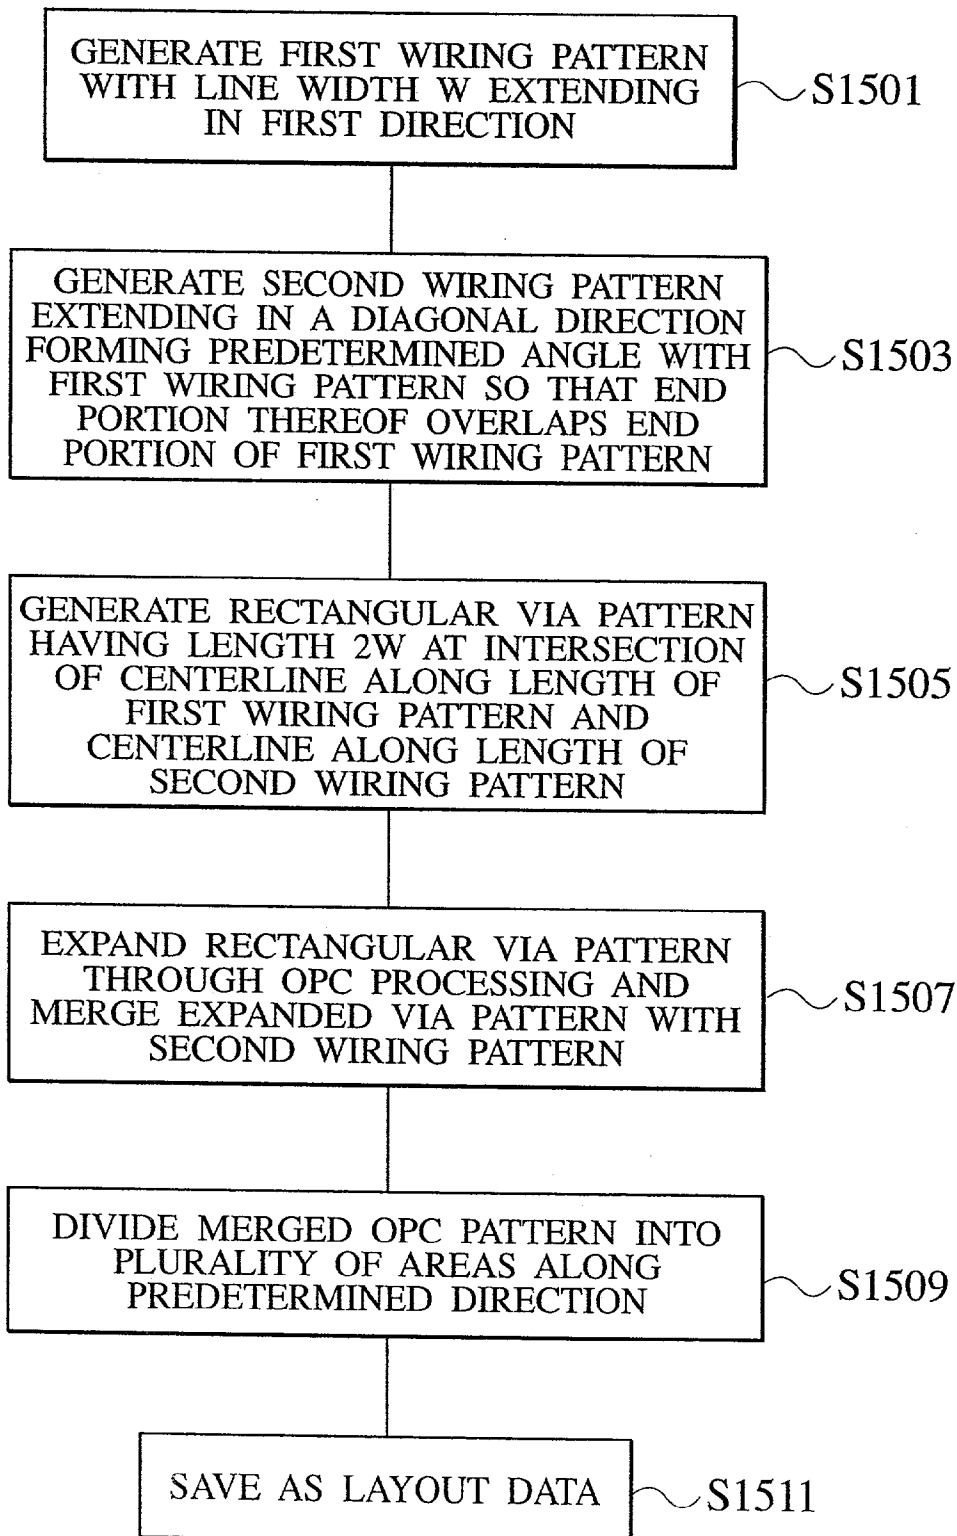 GENERATE FIRST WIRING PATTERN
WITH LINE WIDTH W EXTENDING
IN FIRST DIRECTION
S1501
GENERATE SECOND WIRING PATTERN
EXTENDING IN A DIAGONAL DIRECTION
FORMING PREDETERMINED ANGLE WITH
FIRST WIRING PATTERN SO THAT END
PORTION THEREOF OVERLAPS END
PORTION OF FIRST WIRING PATTERN
S1503
GENERATE RECTANGULAR VIA PATTERN
HAVING LENGTH 2W AT INTERSECTION
OF CENTERLINE ALONG LENGTH OF
FIRST WIRING PATTERN AND
CENTERLINE ALONG LENGTH OF
SECOND WIRING PATTERN
S1505
EXPAND RECTANGULAR VIA PATTERN
THROUGH OPC PROCESSING AND
MERGE EXPANDED VIA PATTERN WITH
SECOND WIRING PATTERN
S1507
DIVIDE MERGED OPC PATTERN INTO
PLURALITY OF AREAS ALONG
PREDETERMINED DIRECTION
S1509
SAVE AS LAYOUT DATA
S1511